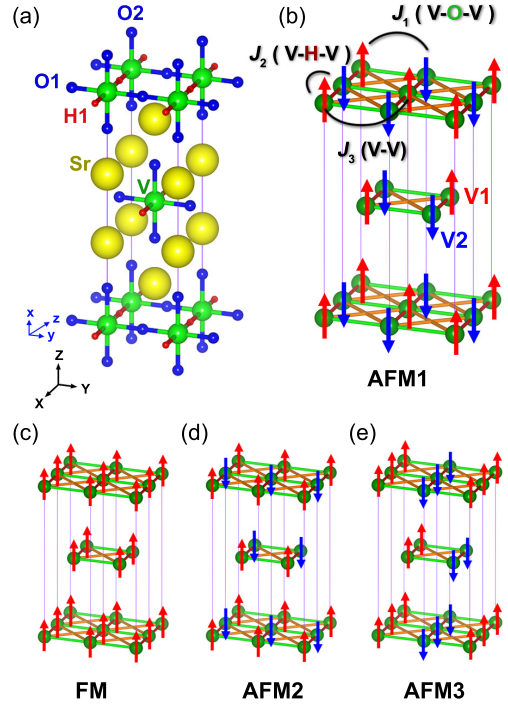 (a)
O2
O1
H1
Sr
V
x
z
y
Z
Y
X
(b)
J1 (V-O-V)
J2 (V-H-V)
J3 (V-V)
V1
V2
AFM1
(c)
(d)
(e)
FM
AFM2
AFM3